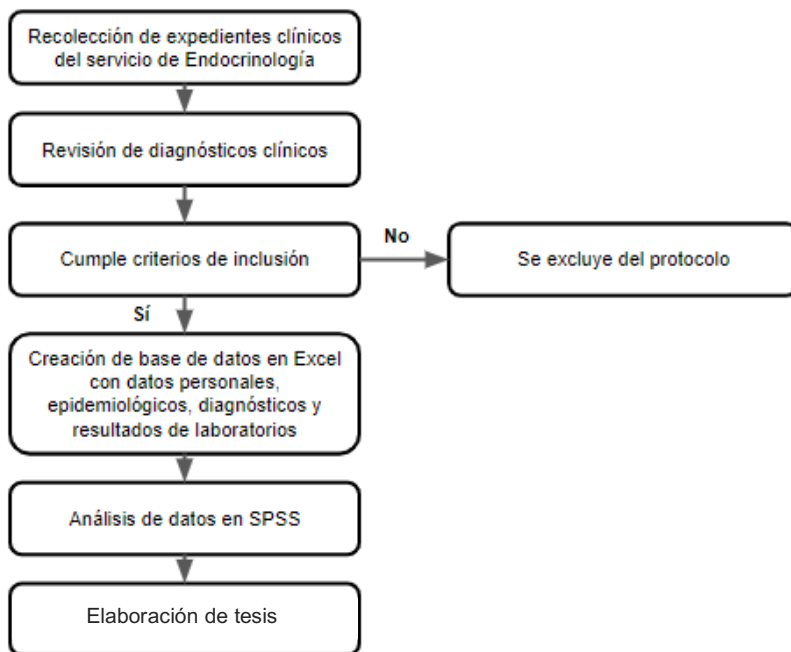 Recolección de expedientes clínicos
del servicio de Endocrinología
Revisión de diagnósticos clínicos
Cumple criterios de inclusión
No
Se excluye del protocolo
Sí
Creación de base de datos en Excel
con datos personales,
epidemiológicos, diagnósticos y
resultados de laboratorios
Análisis de datos en SPSS
Elaboración de tesis